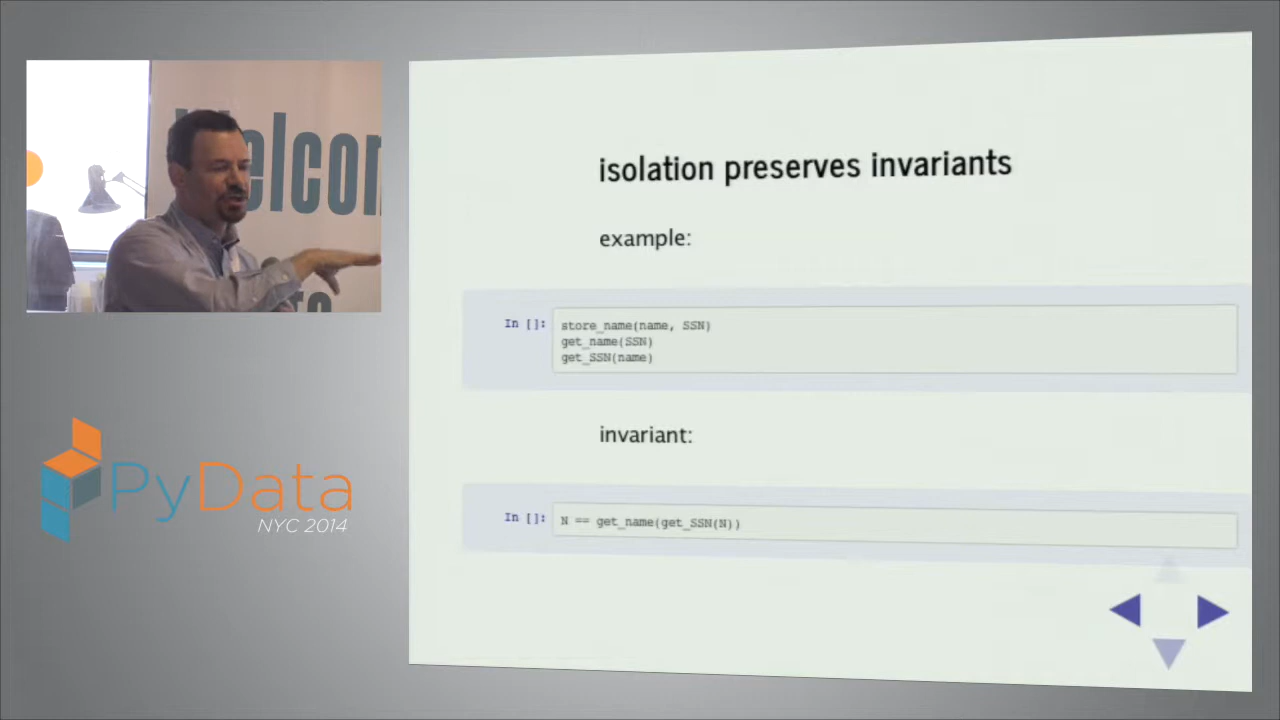 isolation preserves invariants
example:
In []:
store_name(name, SSN)
get_name(SSN)
get_SSN(name)
invariant:
In []:
N == get_name(get_SSN(N))
PyData
NYC 2014